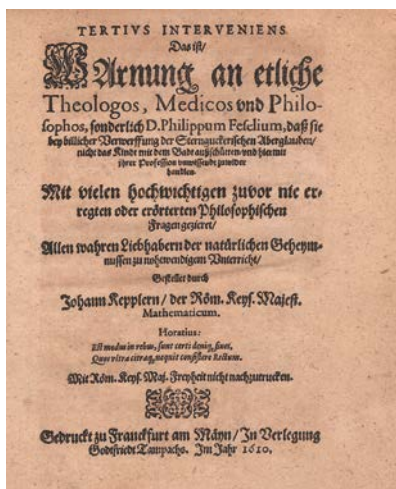 TERTIVS INTERVENIENS.
Das ist/
Warnung an etliche
Theologos, Medicos vnd Philo-
sophos, sonderlich D. Philippum Feselium, daß sie
bey billicher Verwerffung der Sternguckerischen Aberglauben/
nicht das Kindt mit dem Badt außschütten vnd hiermit
jhrer Profession vnwissendt zuwider
handlen.
Mit vielen hochwichtigen zuvor nie er-
regten oder erörterten Philosophischen
Fragen gezieret/
Allen wahren Liebhabern der natürlichen Geheym-
nussen zu nohtwendigem Vnterricht/
Gestellet durch
Johann Kepplern/ der Röm. Keys. Majest.
Mathematicum.
Horatius:
Est modus in rebus, sunt certi deniq, fines,
Quos vltra citraq, nequit consistere Rectum.
Mit Röm. Keys. Maj. Freyheit nicht nachzutrucken.
Gedruckt zu Franckfurt am Mäyn/ In Verlegung
Godtfriedt Tampachs. Im Jahr 1610.